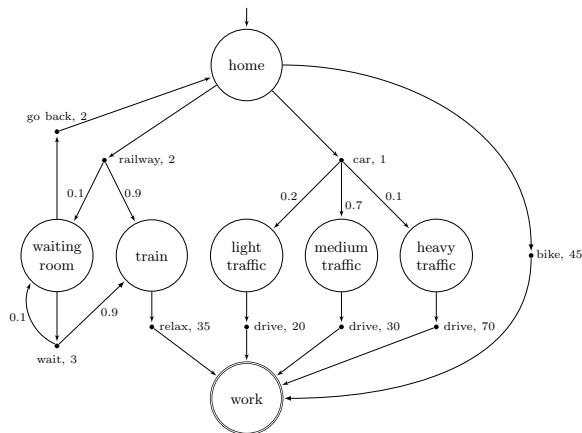 home
go back, 2
railway, 2
car, 1
0.1
0.9
0.2
0.7
0.1
waiting
room
train
light
traffic
medium
traffic
heavy
traffic
bike, 45
0.1
0.9
wait, 3
relax, 35
drive, 20
drive, 30
drive, 70
work